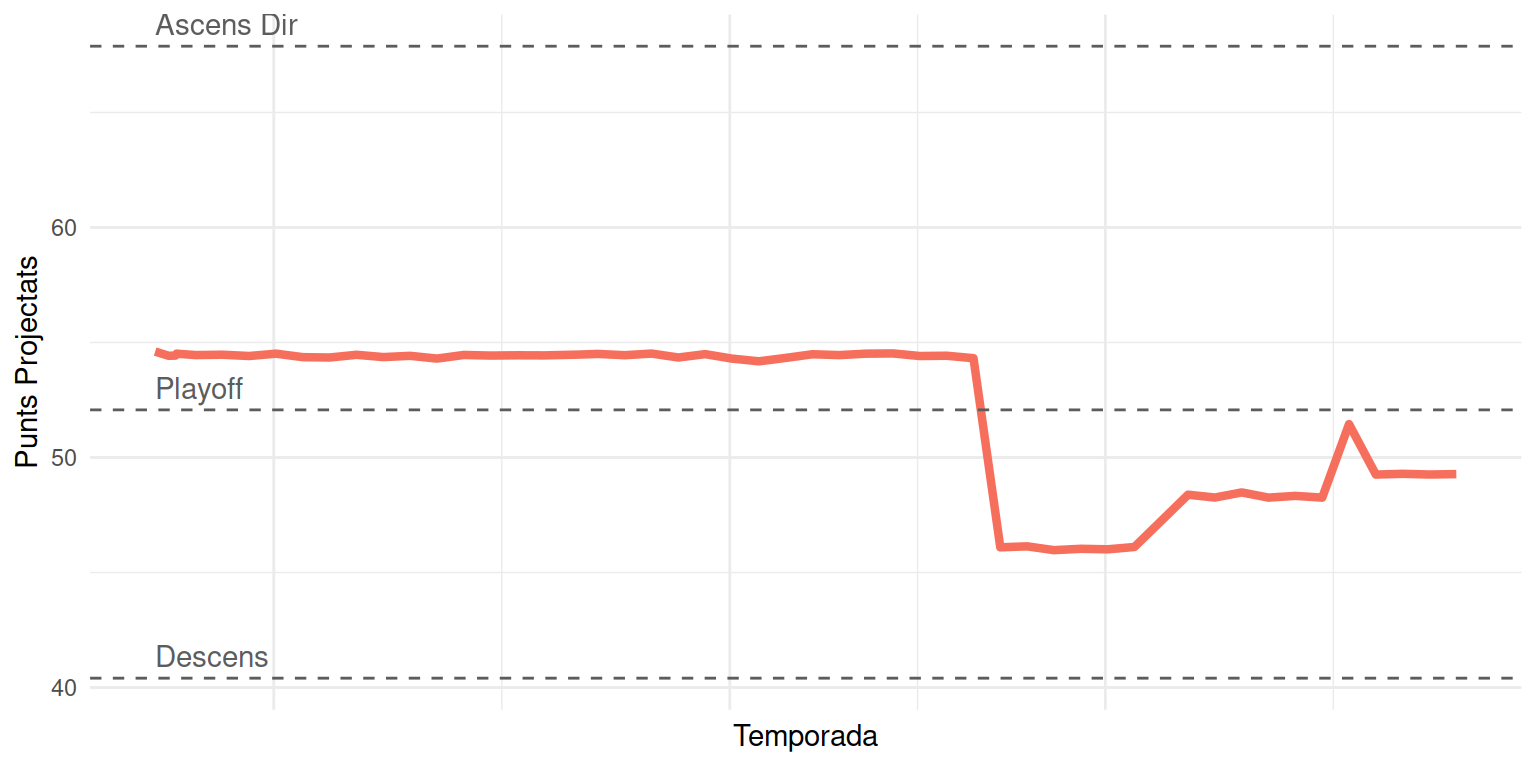 Ascens Dir
60
Punts Projectats
Playoff
50
Descens
40
Temporada